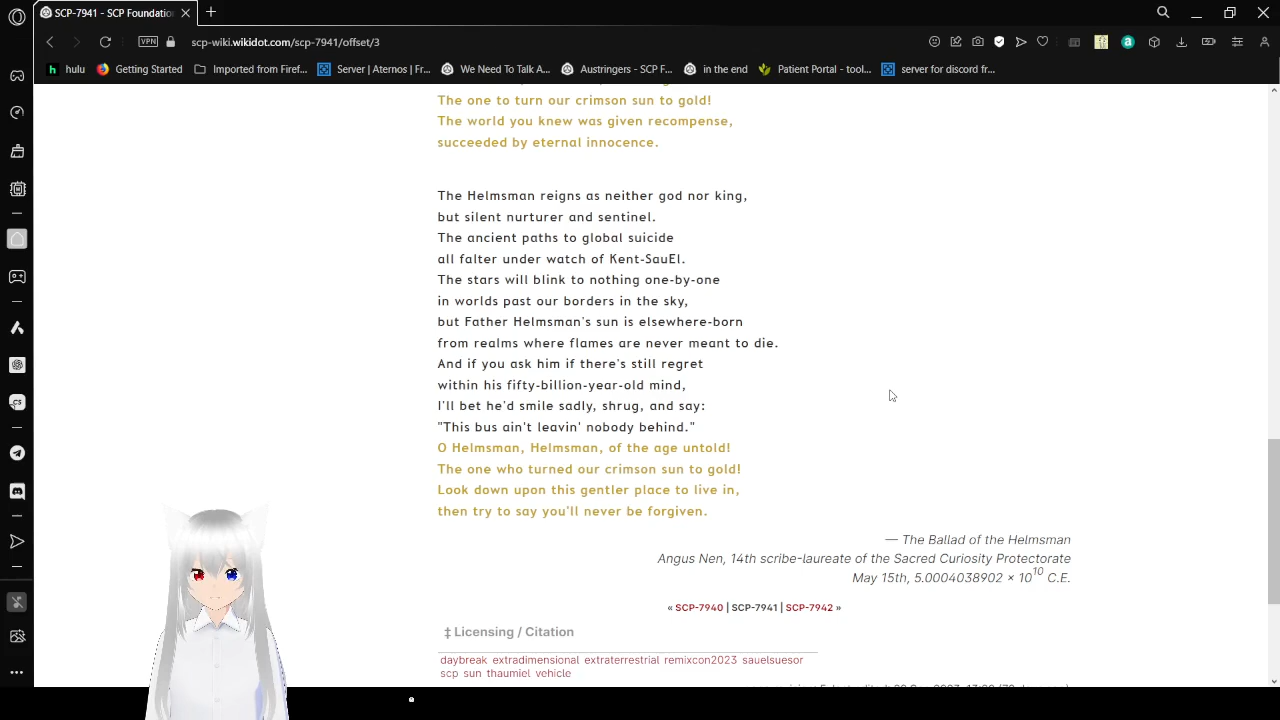 SCP-7941 - SCP Foundatio
VPN
scp-wiki.wikidot.com/scp-7941/offset/3
hulu
Getting Started
Imported from Firef...
Server | Aternos | Fr...
We Need To Talk A...
Austringers - SCP F...
in the end
Patient Portal - tool...
server for discord fr...
The one to turn our crimson sun to gold!
The world you knew was given recompense,
succeeded by eternal innocence.
The Helmsman reigns as neither god nor king,
but silent nurturer and sentinel.
The ancient paths to global suicide
all falter under watch of Kent-SauEl.
The stars will blink to nothing one-by-one
in worlds past our borders in the sky,
but Father Helmsman's sun is elsewhere-born
from realms where flames are never meant to die.
And if you ask him if there's still regret
within his fifty-billion-year-old mind,
I'll bet he'd smile sadly, shrug, and say:
"This bus ain't leavin' nobody behind."
O Helmsman, Helmsman, of the age untold!
The one who turned our crimson sun to gold!
Look down upon this gentler place to live in,
then try to say you'll never be forgiven.
— The Ballad of the Helmsman
Angus Nen, 14th scribe-laureate of the Sacred Curiosity Protectorate
May 15th, 5.0004038902 × 10^10 C.E.
« SCP-7940 | SCP-7941 | SCP-7942 »
‡ Licensing / Citation
daybreak extradimensional extraterrestrial remixcon2023 sauelsuesor
scp sun thaumiel vehicle